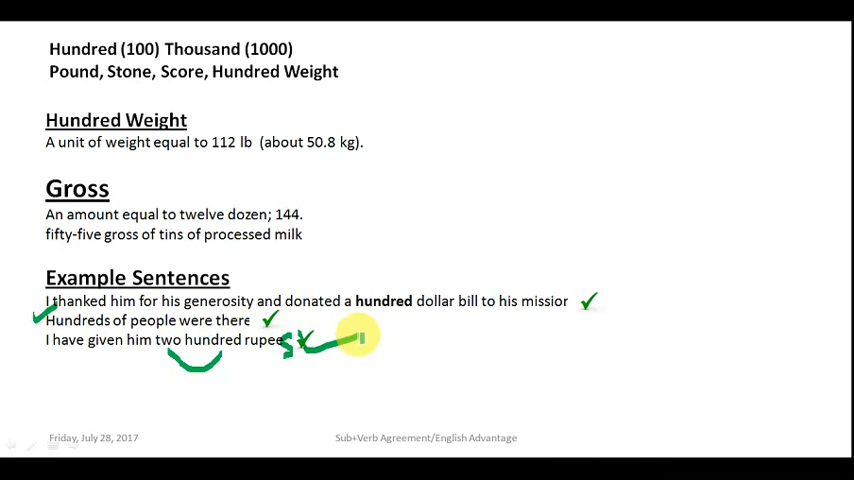 Hundred (100) Thousand (1000)
Pound, Stone, Score, Hundred Weight
Hundred Weight
A unit of weight equal to 112 lb (about 50.8 kg).
Gross
An amount equal to twelve dozen; 144.
fifty-five gross of tins of processed milk
Example Sentences
I thanked him for his generosity and donated a hundred dollar bill to his mission
Hundreds of people were there
I have given him two hundred rupees
Friday, July 28, 2017
Sub+Verb Agreement/English Advantage